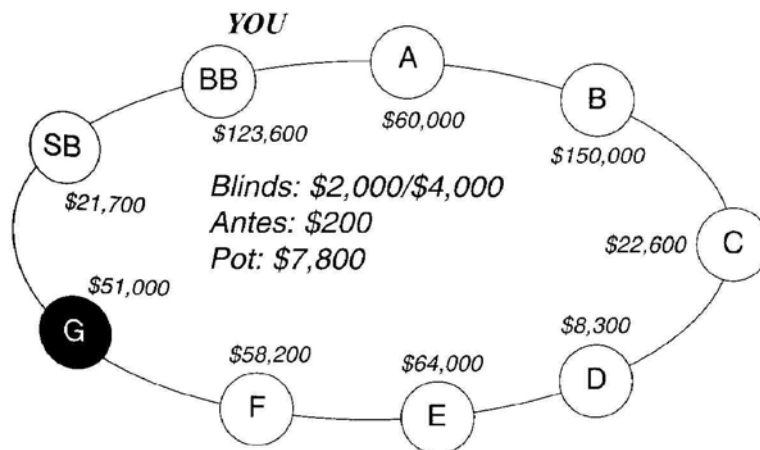 YOU
BB
$123,600
A
$60,000
B
$150,000
SB
$21,700
Blinds: $2,000/$4,000
Antes: $200
Pot: $7,800
C
$22,600
G
$51,000
F
$58,200
E
$64,000
D
$8,300